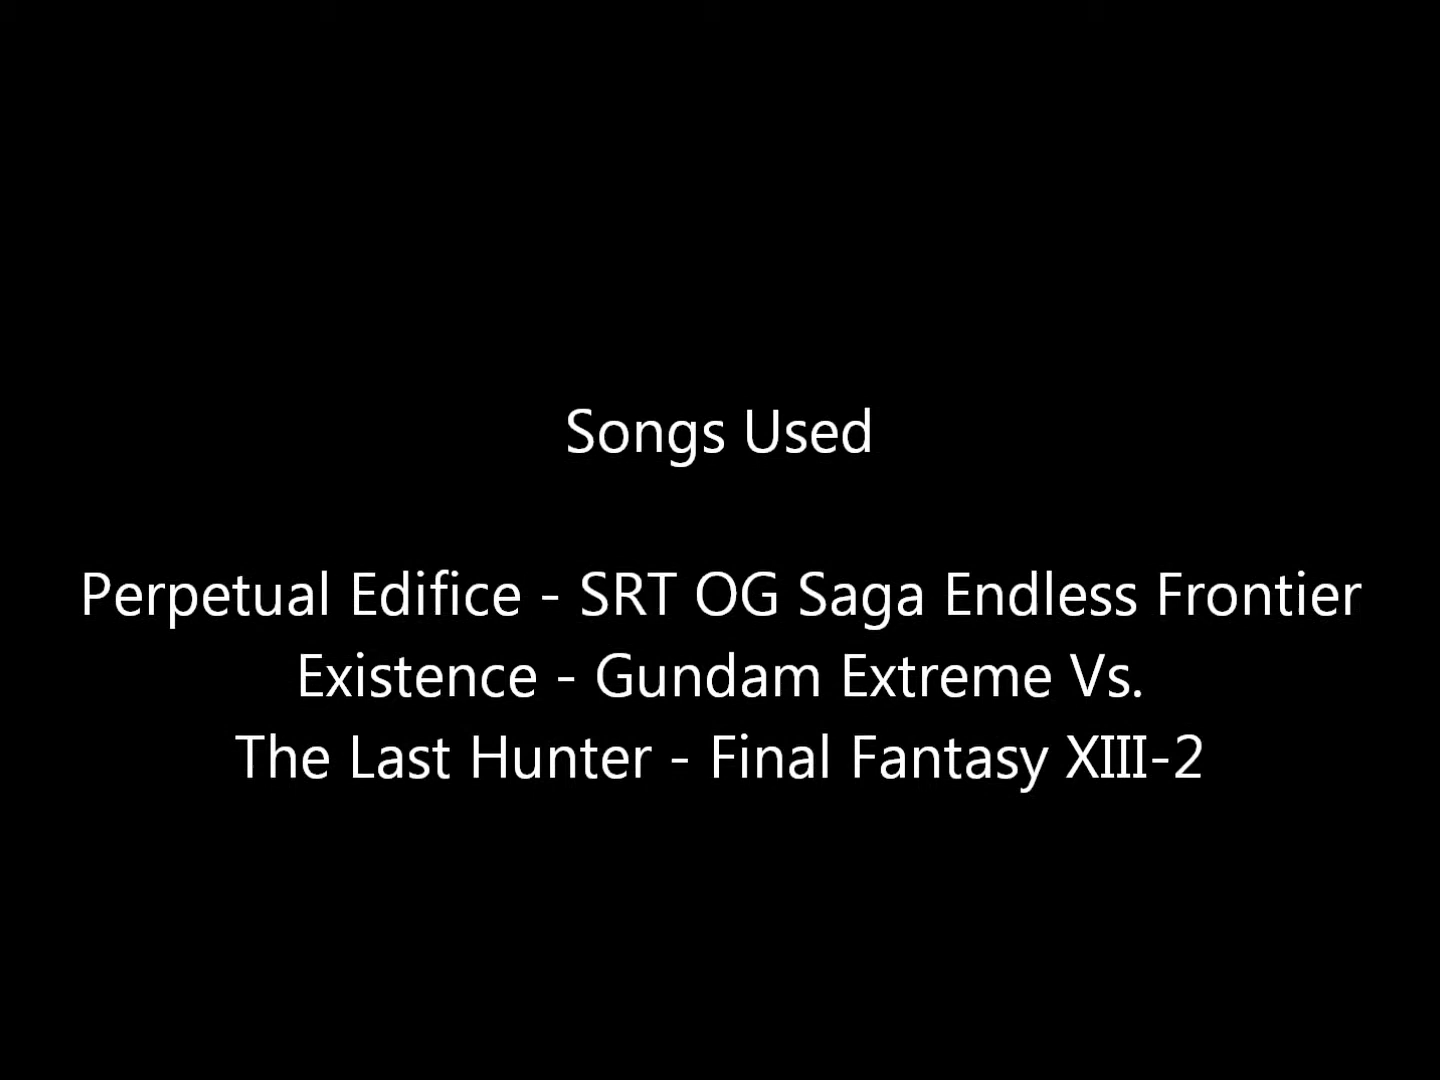 Songs Used
Perpetual Edifice - SRT OG Saga Endless Frontier
Existence - Gundam Extreme Vs.
The Last Hunter - Final Fantasy XIII-2